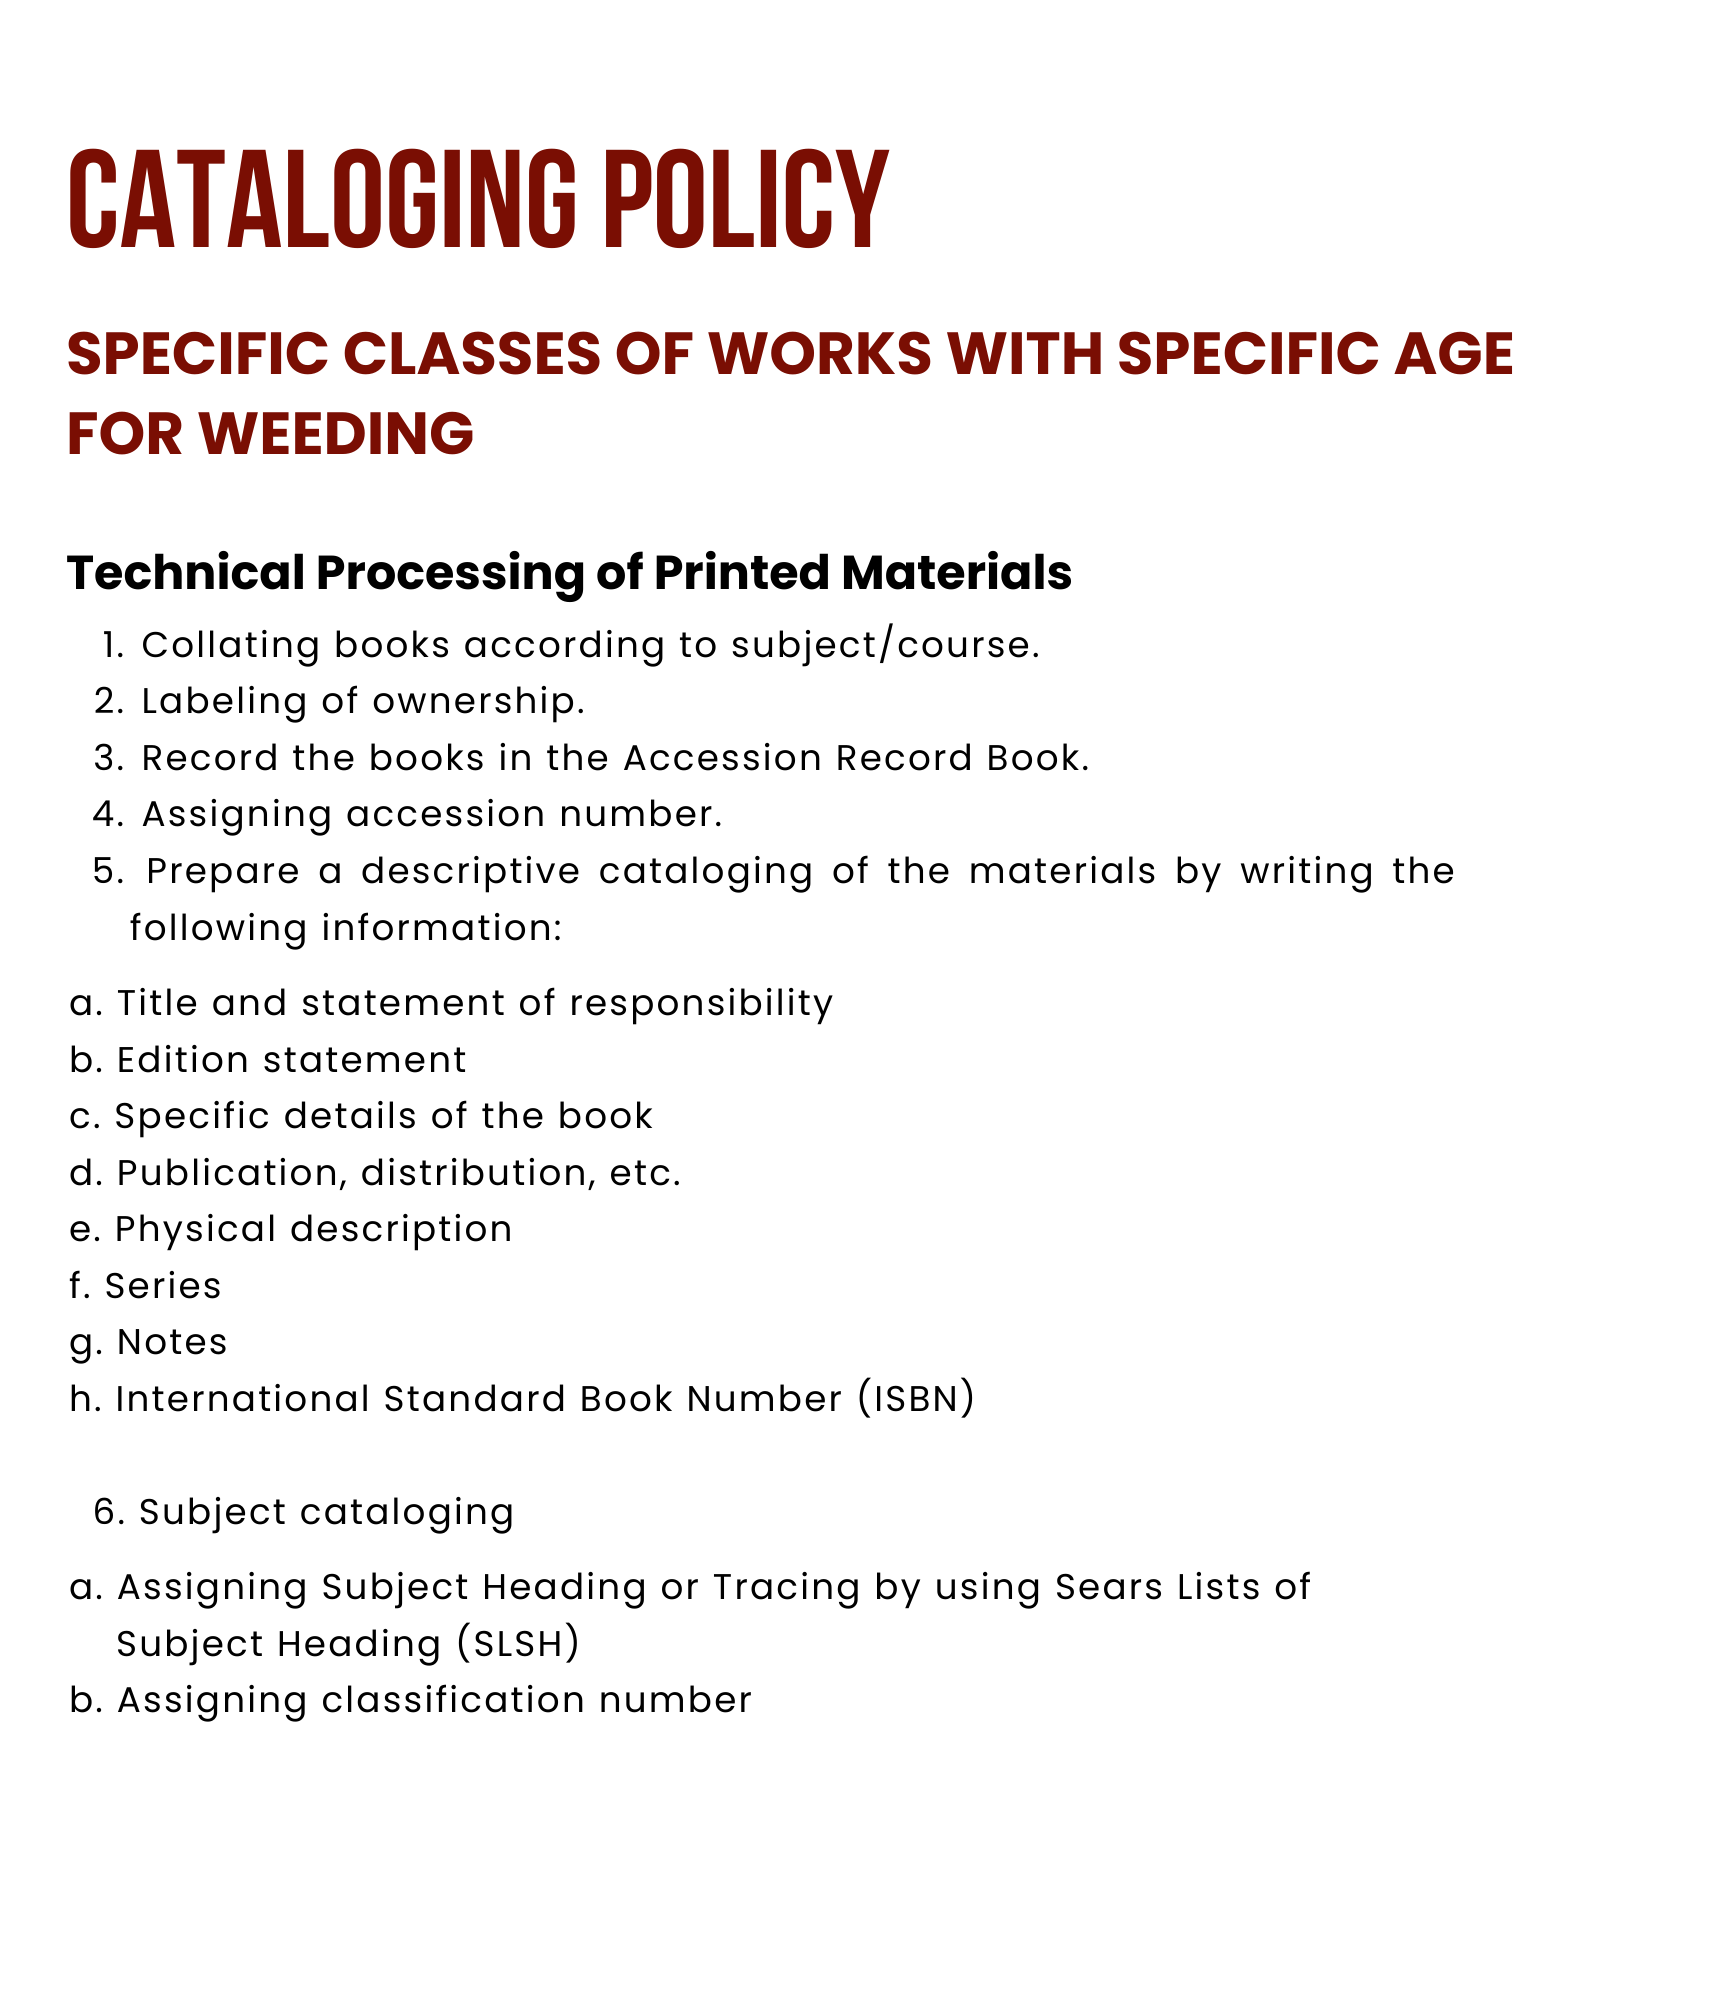 CATALOGING POLICY
SPECIFIC CLASSES OF WORKS WITH SPECIFIC AGE
FOR WEEDING
Technical Processing of Printed Materials
1. Collating books according to subject/course.
2. Labeling of ownership.
3. Record the books in the Accession Record Book.
4. Assigning accession number.
5. Prepare a descriptive cataloging of the materials by writing the
following information:
a. Title and statement of responsibility
b. Edition statement
c. Specific details of the book
d. Publication, distribution, etc.
e. Physical description
f. Series
g. Notes
h. International Standard Book Number (ISBN)
6. Subject cataloging
a. Assigning Subject Heading or Tracing by using Sears Lists of
Subject Heading (SLSH)
b. Assigning classification number